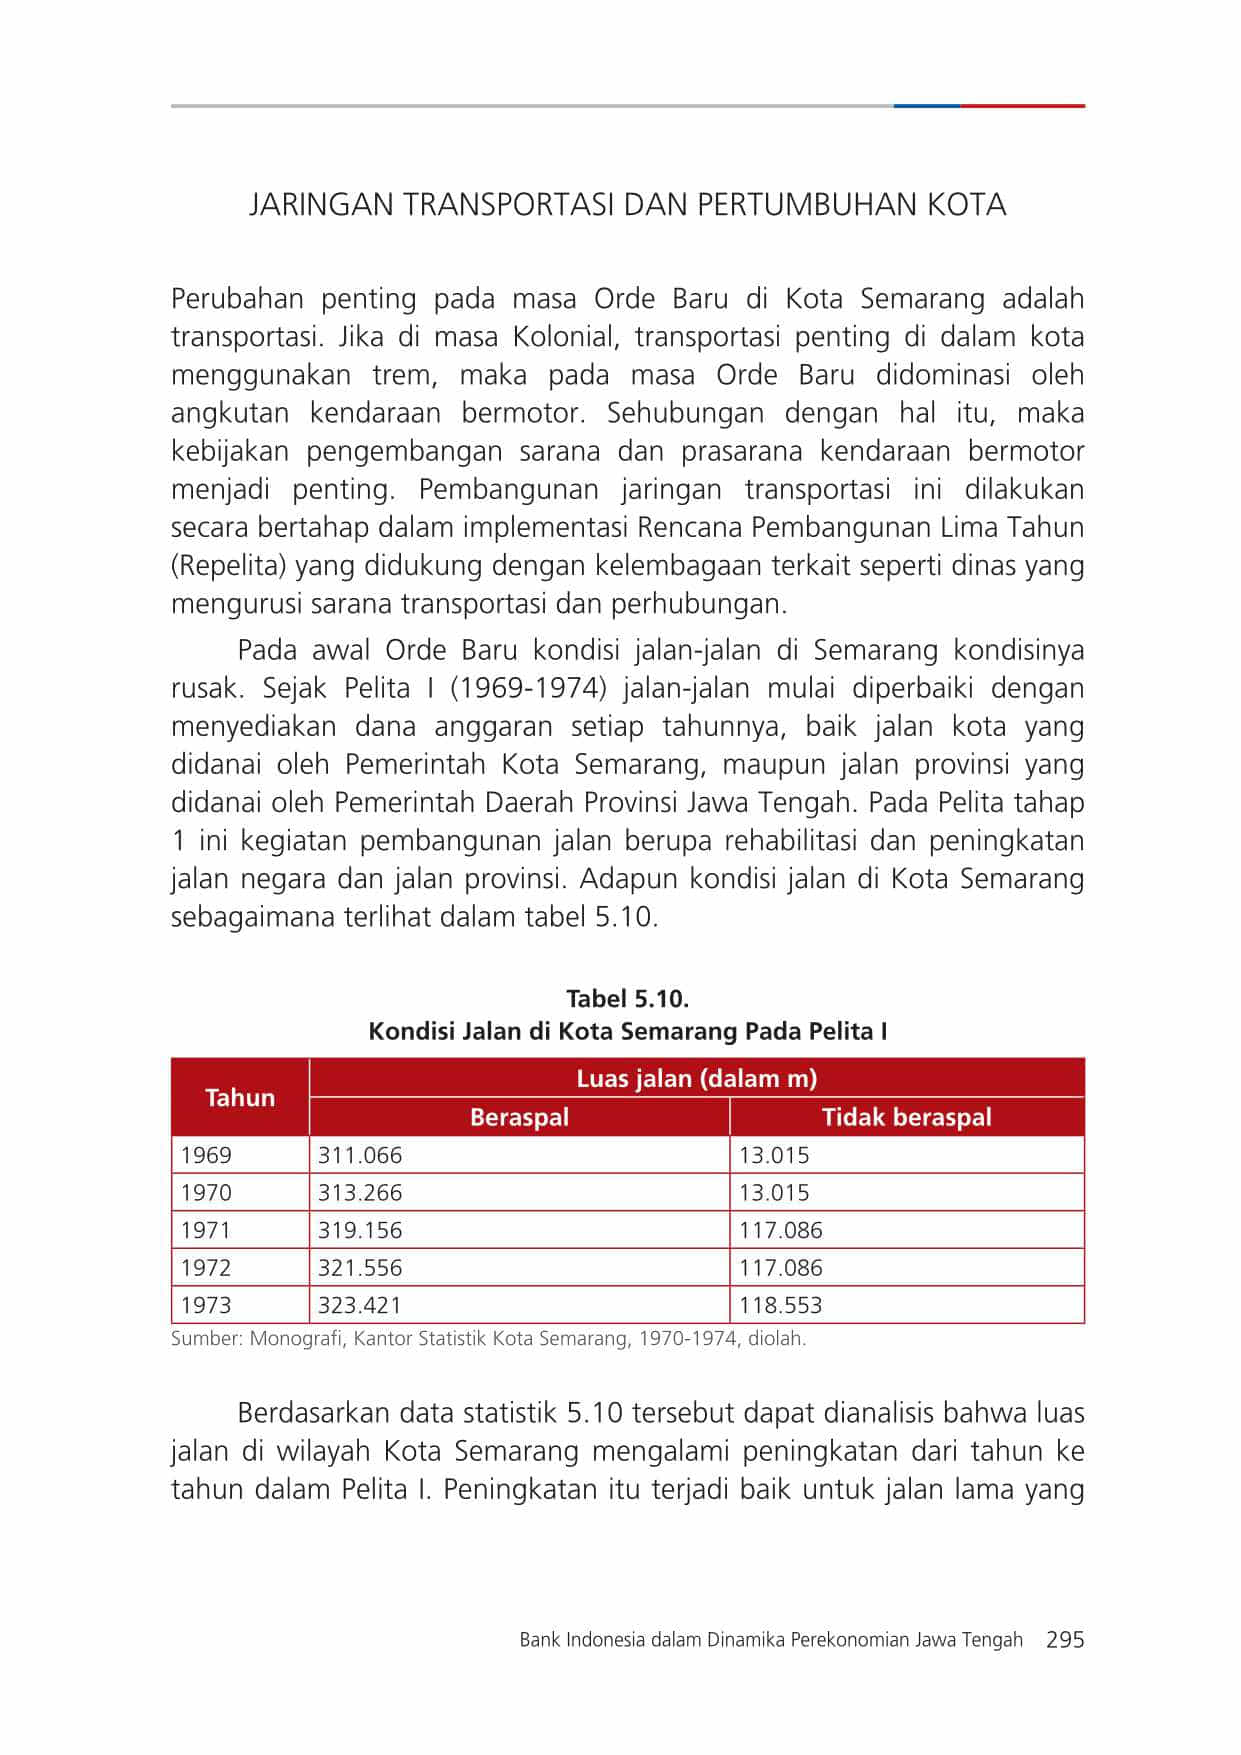 JARINGAN TRANSPORTASI DAN PERTUMBUHAN KOTA
Perubahan penting pada masa Orde Baru di Kota Semarang adalah
transportasi. Jika di masa Kolonial, transportasi penting di dalam kota
menggunakan trem, maka pada masa Orde Baru didominasi oleh
angkutan kendaraan bermotor. Sehubungan dengan hal itu, maka
kebijakan pengembangan sarana dan prasarana kendaraan bermotor
menjadi penting. Pembangunan jaringan transportasi ini dilakukan
secara bertahap dalam implementasi Rencana Pembangunan Lima Tahun
(Repelita) yang didukung dengan kelembagaan terkait seperti dinas yang
mengurusi sarana transportasi dan perhubungan.
Pada awal Orde Baru kondisi jalan-jalan di Semarang kondisinya
rusak. Sejak Pelita I (1969-1974) jalan-jalan mulai diperbaiki dengan
menyediakan dana anggaran setiap tahunnya, baik jalan kota yang
didanai oleh Pemerintah Kota Semarang, maupun jalan provinsi yang
didanai oleh Pemerintah Daerah Provinsi Jawa Tengah. Pada Pelita tahap
1 ini kegiatan pembangunan jalan berupa rehabilitasi dan peningkatan
jalan negara dan jalan provinsi. Adapun kondisi jalan di Kota Semarang
sebagaimana terlihat dalam tabel 5.10.
Tabel 5.10.
Kondisi Jalan di Kota Semarang Pada Pelita I
Tahun
Luas jalan (dalam m)
Beraspal Tidak beraspal
1969 311.066 13.015
1970 313.266 13.015
1971 319.156 117.086
1972 321.556 117.086
1973 323.421 118.553
Sumber: Monografi, Kantor Statistik Kota Semarang, 1970-1974, diolah.
Berdasarkan data statistik 5.10 tersebut dapat dianalisis bahwa luas
jalan di wilayah Kota Semarang mengalami peningkatan dari tahun ke
tahun dalam Pelita I. Peningkatan itu terjadi baik untuk jalan lama yang
Bank Indonesia dalam Dinamika Perekonomian Jawa Tengah 295